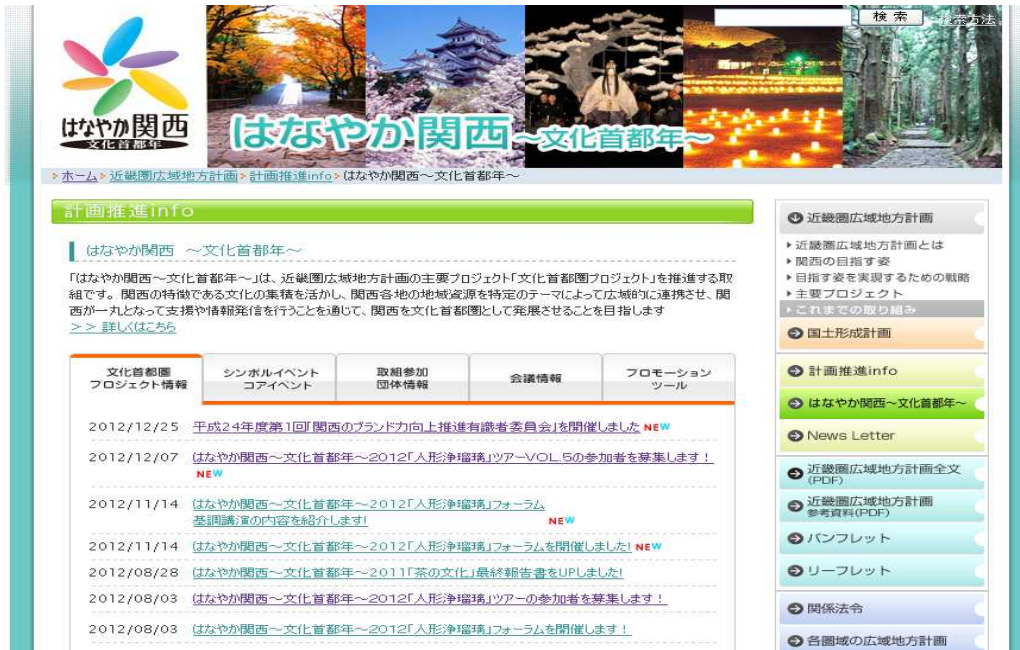 検 索
検索方法
はなやか関西
文化首都年
はなやか関西～文化首都年～
> ホーム> 近畿圏広域地方計画> 計画推進info> はなやか関西～文化首都年～
計画推進info
はなやか関西　～文化首都年～
「はなやか関西～文化首都年～」は、近畿圏広域地方計画の主要プロジェクト「文化首都圏プロジェクト」を推進する取
組です。関西の特徴である文化の集積を活かし、関西各地の地域資源を特定のテーマによって広域的に連携させ、関
西が一丸となって支援や情報発信を行うことを通じて、関西を文化首都圏として発展させることを目指します
>> 詳しくはこちら
文化首都圏
プロジェクト情報
シンボルイベント
コアイベント
取組参加
団体情報
会議情報
プロモーション
ツール
2012/12/25 平成24年度第1回「関西のブランド力向上推進有識者委員会」を開催しました NEW
2012/12/07 はなやか関西～文化首都年～2012「人形浄瑠璃」ツアーVOL.5の参加者を募集します！
NEW
2012/11/14 はなやか関西～文化首都年～2012「人形浄瑠璃」フォーラム
基調講演の内容を紹介します! NEW
2012/11/14 はなやか関西～文化首都年～2012「人形浄瑠璃」フォーラムを開催しました! NEW
2012/08/28 はなやか関西～文化首都年～2011「茶の文化」最終報告書をUPしました!
2012/08/03 はなやか関西～文化首都年～2012「人形浄瑠璃」ツアーの参加者を募集します！
2012/08/03 はなやか関西～文化首都年～2012「人形浄瑠璃」フォーラムを開催します！
近畿圏広域地方計画
近畿圏広域地方計画とは
関西の目指す姿
目指す姿を実現するための戦略
主要プロジェクト
これまでの取り組み
国土形成計画
計画推進info
はなやか関西～文化首都年～
News Letter
近畿圏広域地方計画全文
(PDF)
近畿圏広域地方計画
参考資料(PDF)
パンフレット
リーフレット
関係法令
各圏域の広域地方計画